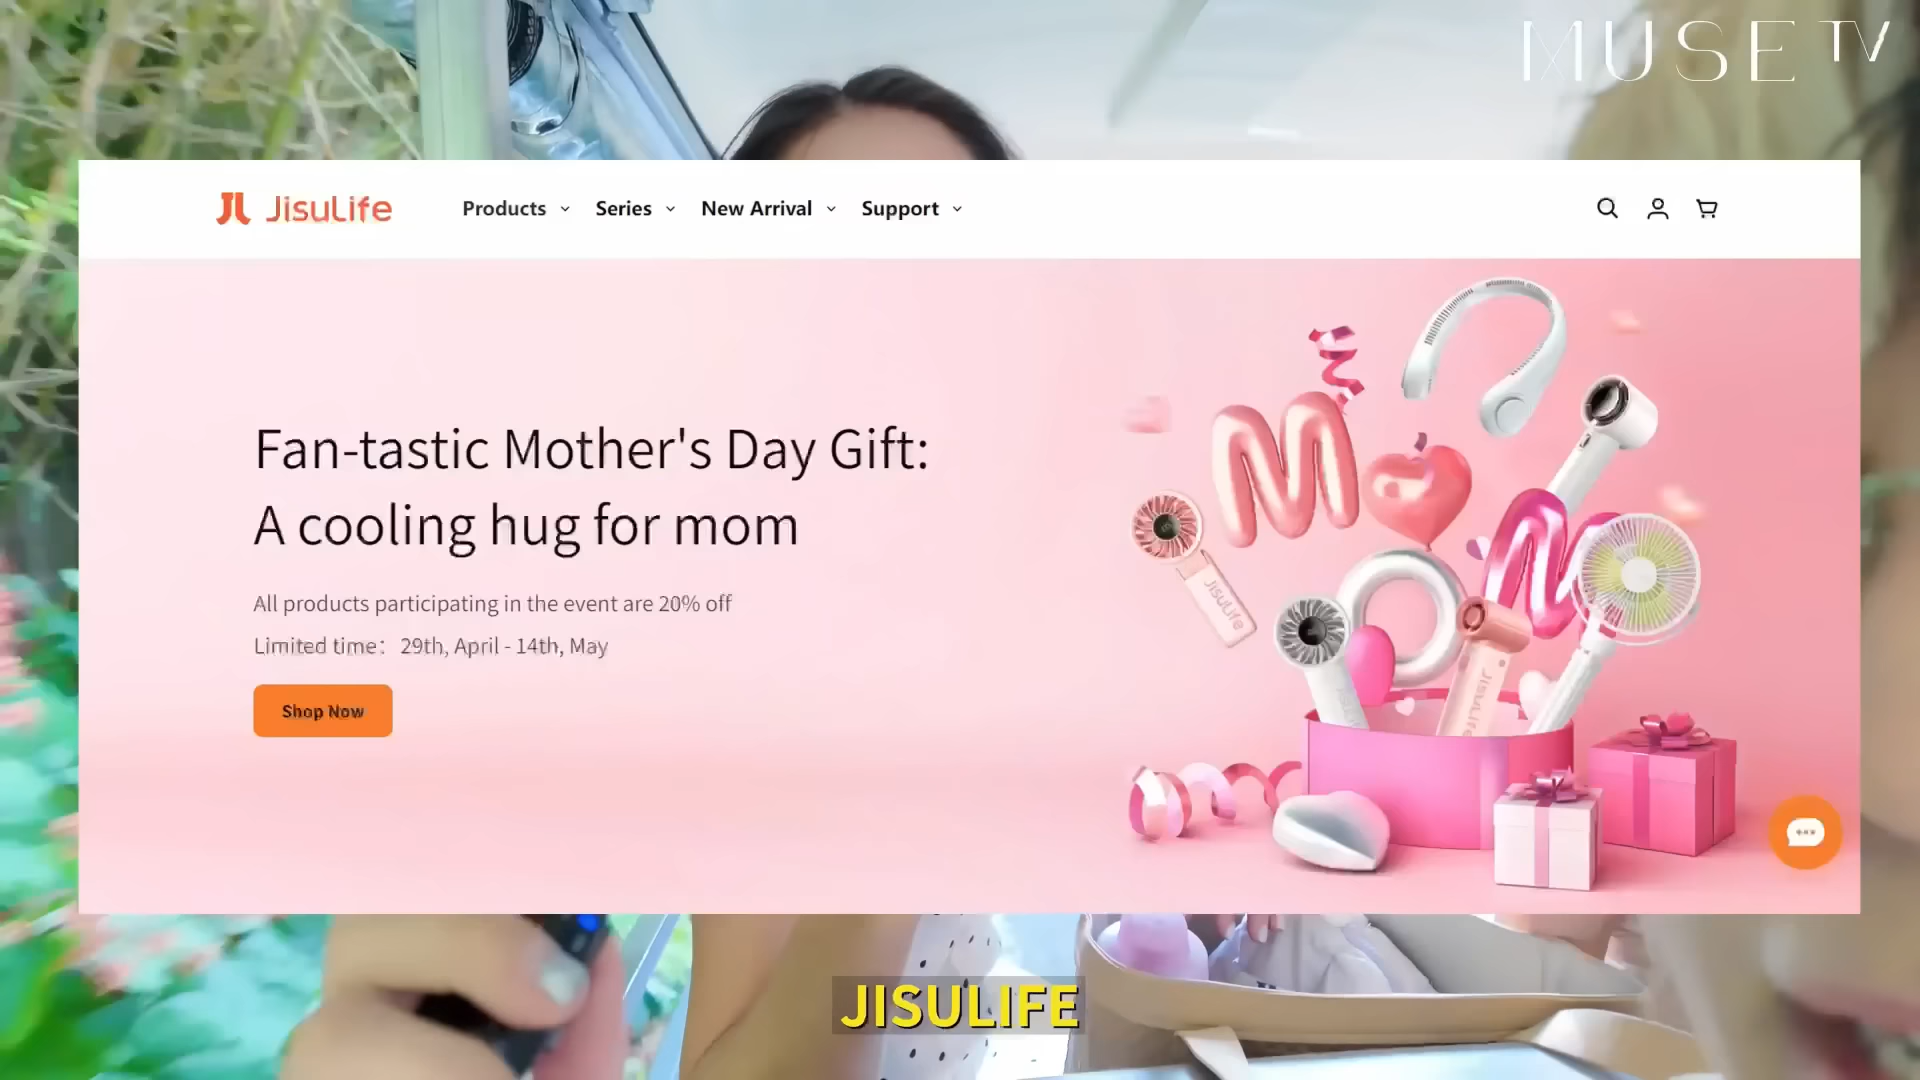 MUSE TV
JisuLife
Products
Series
New Arrival
Support
Fan-tastic Mother's Day Gift:
A cooling hug for mom
All products participating in the event are 20% off
Limited time: 29th, April - 14th, May
Shop Now
JisuLife
JISULIFE